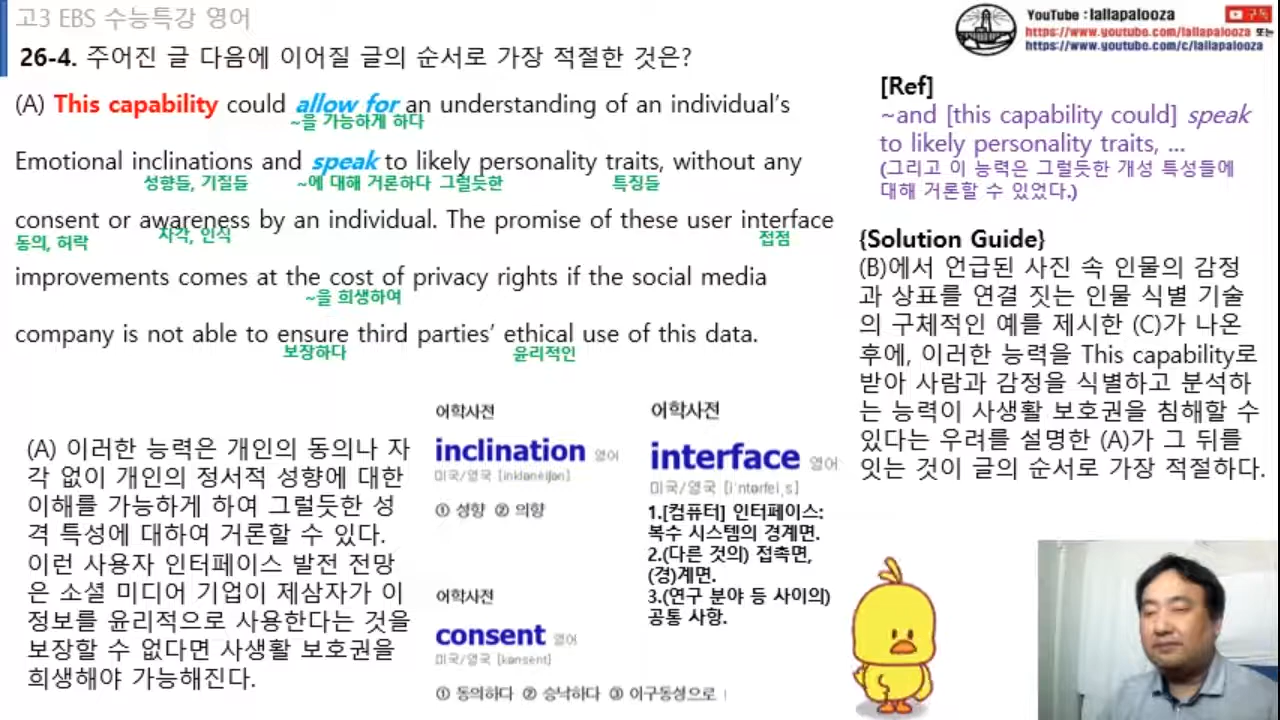 고3 EBS 수능특강 영어
26-4. 주어진 글 다음에 이어질 글의 순서로 가장 적절한 것은?
YouTube : lallapalooza
구독
https://www.youtube.com/lallapalooza 또는
https://www.youtube.com/c/lallapalooza
(A) This capability could allow for an understanding of an individual's
~을 가능하게 하다
Emotional inclinations and speak to likely personality traits, without any
성향들, 기질들 ~에 대해 거론하다 그럴듯한 특징들
consent or awareness by an individual. The promise of these user interface
동의, 허락 자각, 인식 접점
improvements comes at the cost of privacy rights if the social media
~을 희생하여
company is not able to ensure third parties' ethical use of this data.
보장하다 윤리적인
[Ref]
~and [this capability could] speak
to likely personality traits, ...
(그리고 이 능력은 그럴듯한 개성 특성들에
대해 거론할 수 있었다.)
{Solution Guide}
(B)에서 언급된 사진 속 인물의 감정
과 상표를 연결 짓는 인물 식별 기술
의 구체적인 예를 제시한 (C)가 나온
후에, 이러한 능력을 This capability로
받아 사람과 감정을 식별하고 분석하
는 능력이 사생활 보호권을 침해할 수
있다는 우려를 설명한 (A)가 그 뒤를
잇는 것이 글의 순서로 가장 적절하다.
(A) 이러한 능력은 개인의 동의나 자
각 없이 개인의 정서적 성향에 대한
이해를 가능하게 하여 그럴듯한 성
격 특성에 대하여 거론할 수 있다.
이런 사용자 인터페이스 발전 전망
은 소셜 미디어 기업이 제삼자가 이
정보를 윤리적으로 사용한다는 것을
보장할 수 없다면 사생활 보호권을
희생해야 가능해진다.
어학사전
inclination 영어
미국/영국 [ìnkləneíʃən]
① 성향 ② 의향
어학사전
consent 영어
미국/영국 [kənsént]
① 동의하다 ② 승낙하다 ③ 이구동성으로
어학사전
interface 영어
미국/영국
1.[컴퓨터] 인터페이스:
복수 시스템의 경계면.
2.(다른 것의) 접촉면,
(경)계면.
3.(연구 분야 등 사이의)
공통 사항.